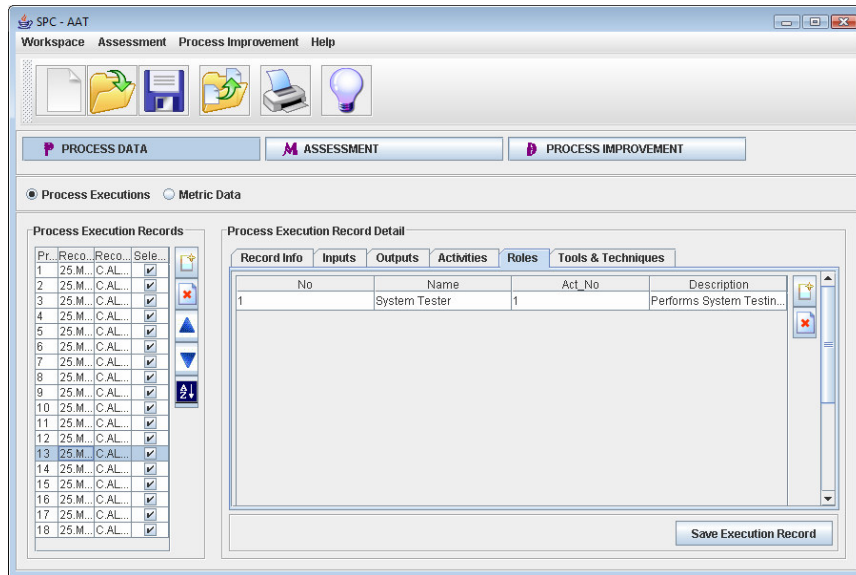 SPC - AAT
Workspace Assessment Process Improvement Help
P PROCESS DATA M ASSESSMENT D PROCESS IMPROVEMENT
Process Executions Metric Data
Process Execution Records
Pr... Reco... Reco... Sele...
1 25.M... C.AL...
2 25.M... C.AL...
3 25.M... C.AL...
4 25.M... C.AL...
5 25.M... C.AL...
6 25.M... C.AL...
7 25.M... C.AL...
8 25.M... C.AL...
9 25.M... C.AL...
10 25.M... C.AL...
11 25.M... C.AL...
12 25.M... C.AL...
13 25.M... C.AL...
14 25.M... C.AL...
15 25.M... C.AL...
16 25.M... C.AL...
17 25.M... C.AL...
18 25.M... C.AL...
A Z
Process Execution Record Detail
Record Info Inputs Outputs Activities Roles Tools & Techniques
No Name Act_No Description
1 System Tester 1 Performs System Testin...
Save Execution Record